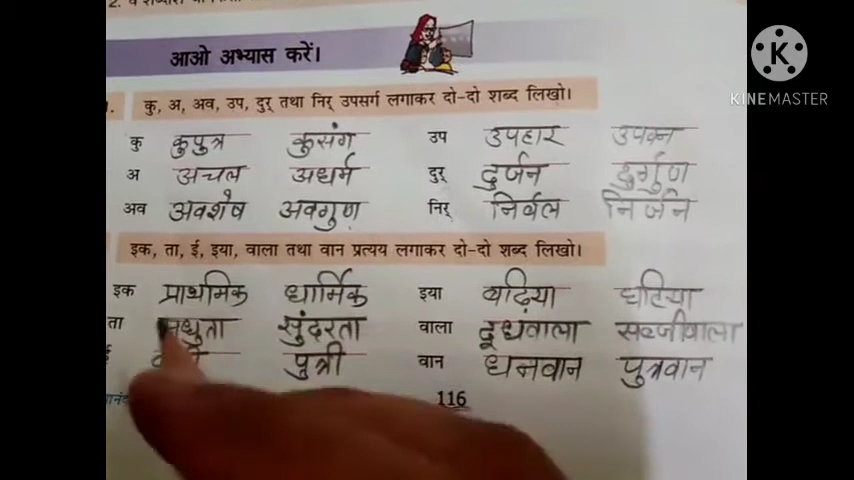 2.
आओ अभ्यास करें।
KINEMASTER
1. कु, अ, अव, उप, दुर् तथा निर् उपसर्ग लगाकर दो-दो शब्द लिखो।
कु कुपुत्र कुसंग उप उपहार उपवन
अ अचल अधर्म दुर् दुर्जन दुर्गुण
अव अवशेष अवगुण निर् निर्बल निर्जन
इक, ता, ई, इया, वाला तथा वान प्रत्यय लगाकर दो-दो शब्द लिखो।
इक प्राथमिक धार्मिक इया बढ़िया घटिया
ता सुंदरता वाला दूधवाला सब्जीवाला
पुत्री वान धनवान पुत्रवान
116